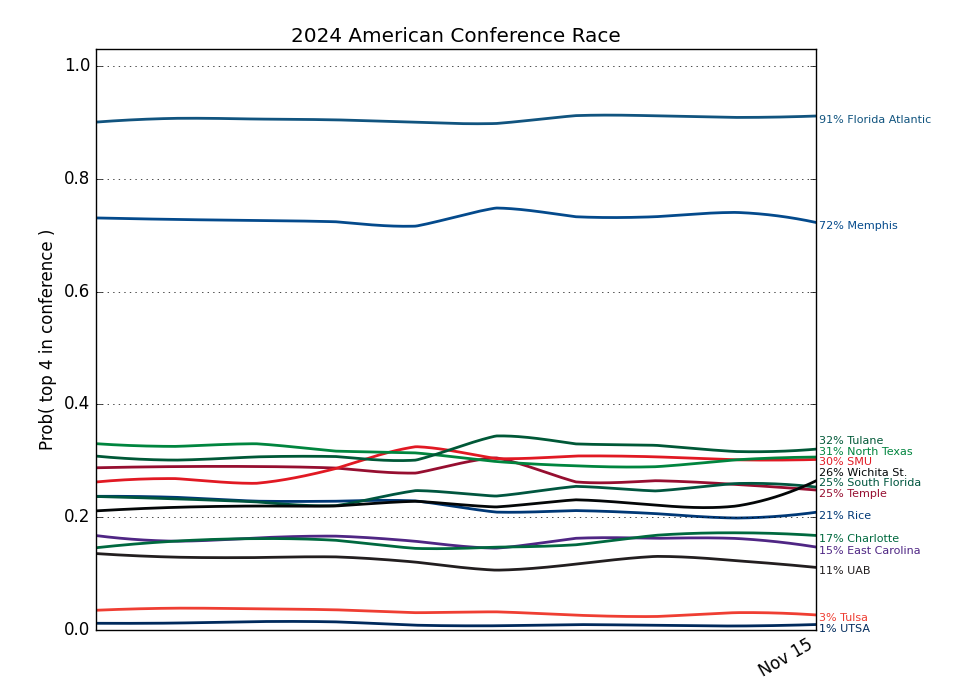 2024 American Conference Race
Prob( top 4 in conference )
1.0
0.8
0.6
0.4
0.2
0.0
91% Florida Atlantic
72% Memphis
32% Tulane
31% North Texas
30% SMU
26% Wichita St.
25% South Florida
25% Temple
21% Rice
17% Charlotte
15% East Carolina
11% UAB
3% Tulsa
1% UTSA
Nov 15